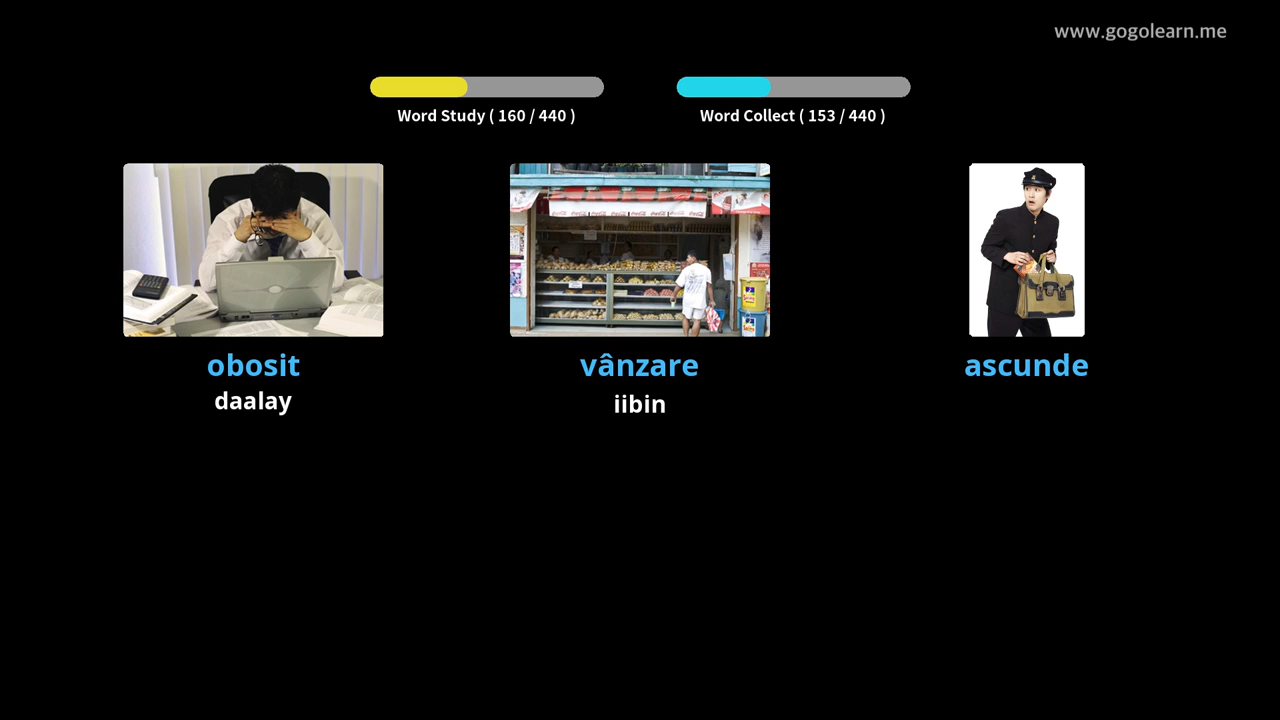 www.gogolearn.me
Word Study ( 160 / 440 )
Word Collect ( 153 / 440 )
obosit
vânzare
ascunde
daalay
iibin